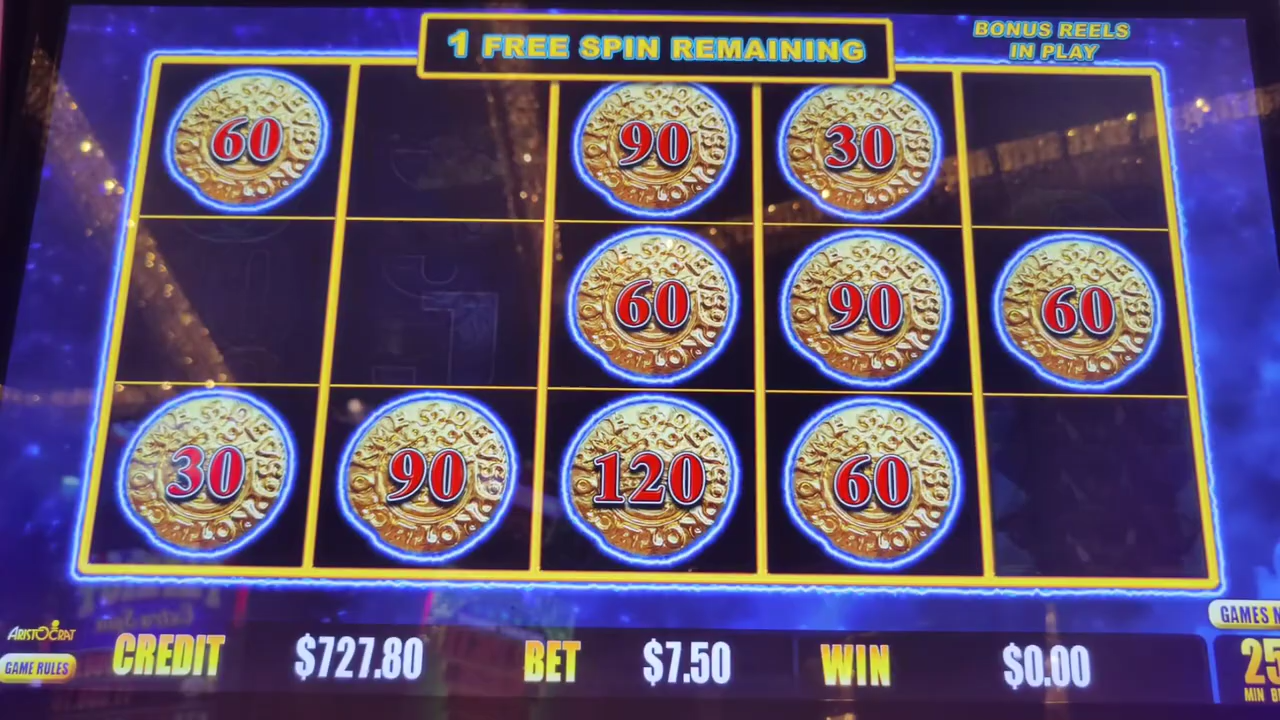 1 FREE SPIN REMAINING
BONUS REELS
IN PLAY
60
90
30
60
90
60
30
90
120
60
ARISTOCRAT
GAME RULES
CREDIT $727.80
BET $7.50
WIN $0.00
GAMES
25
MIN